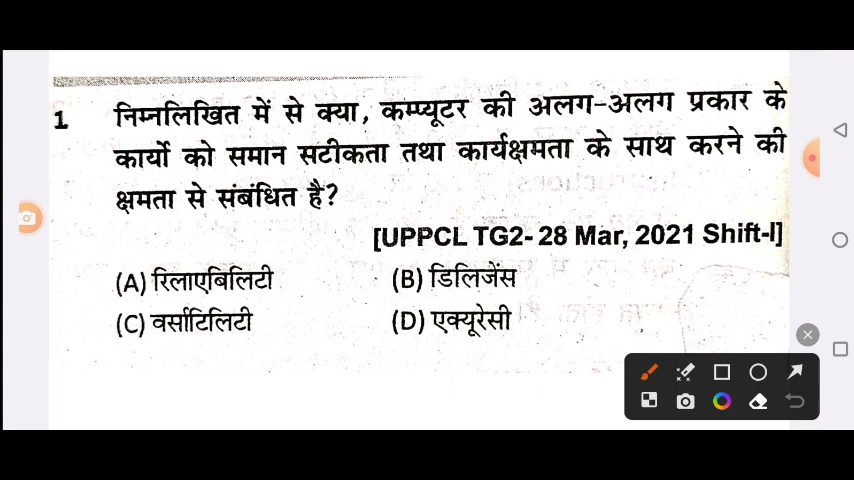 1 निम्नलिखित में से क्या, कम्प्यूटर की अलग-अलग प्रकार के
कार्यो को समान सटीकता तथा कार्यक्षमता के साथ करने की
क्षमता से संबंधित है?
[UPPCL TG2- 28 Mar, 2021 Shift-I]
(A) रिलाएबिलिटी (B) डिलिजेंस
(C) वर्साटिलिटी (D) एक्यूरेसी